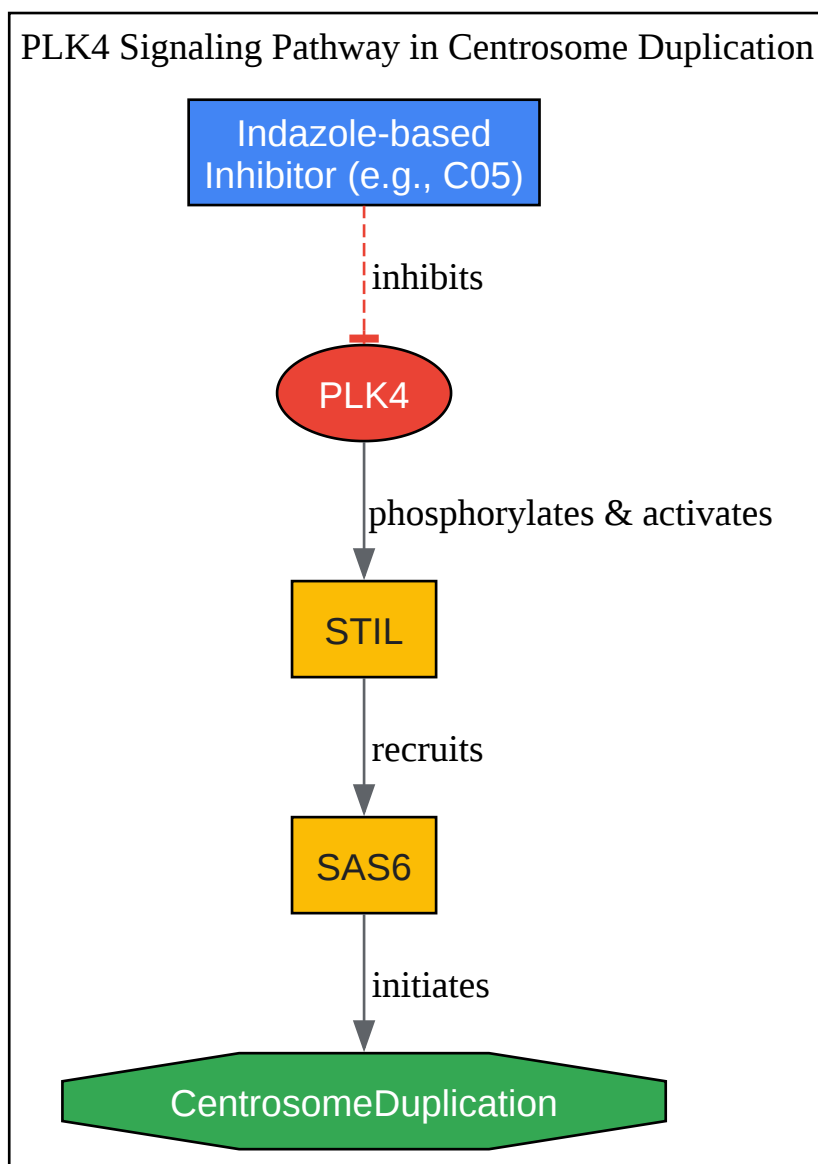 PLK4 Signaling Pathway in Centrosome Duplication
Indazole-based
Inhibitor (e.g., C05)
inhibits
PLK4
phosphorylates & activates
STIL
recruits
SAS6
initiates
CentrosomeDuplication